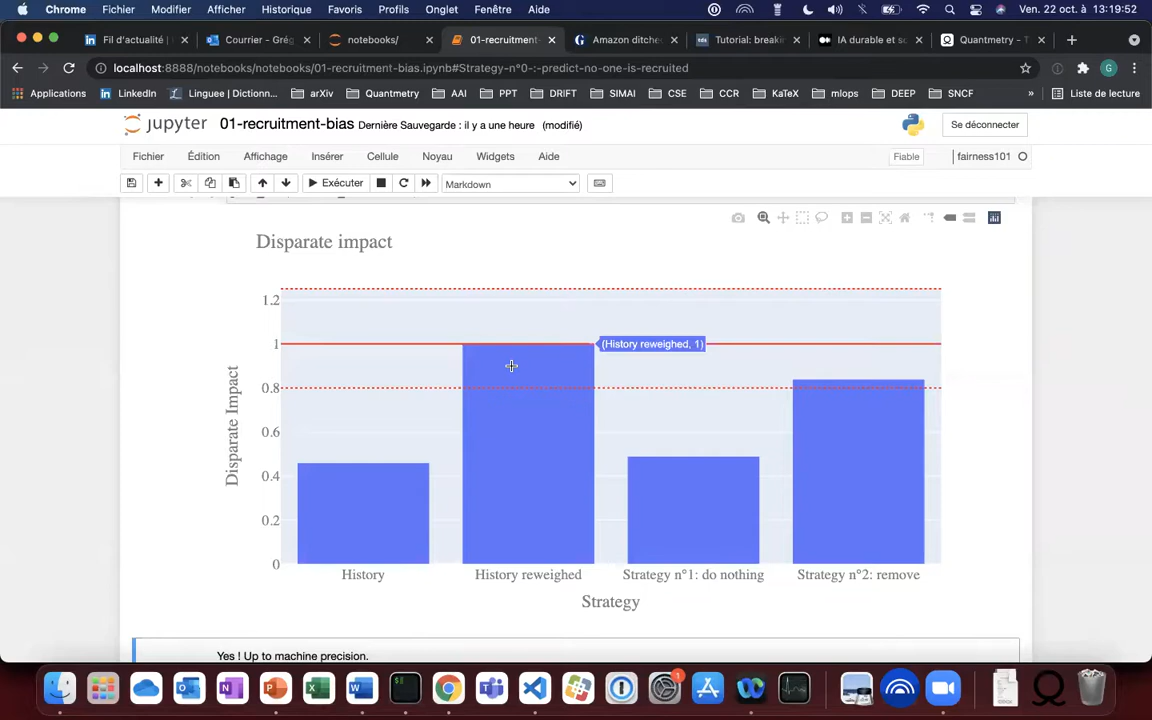 Chrome Fichier Modifier Afficher Historique Favoris Profils Onglet Fenêtre Aide Ven. 22 oct. à 13:19:52
Fil d'actualité | Courrier - Grég notebooks/ 01-recruitment- Amazon ditche Tutorial: breaki IA durable et so Quantmetry - T
localhost:8888/notebooks/notebooks/01-recruitment-bias.ipynb#Strategy-n°0-:-predict-no-one-is-recruited
Applications LinkedIn Linguee | Dictionn... arXiv Quantmetry AAI PPT DRIFT SIMAI CSE CCR KaTeX mlops DEEP SNCF » Liste de lecture
jupyter 01-recruitment-bias Dernière Sauvegarde : il y a une heure (modifié) Se déconnecter
Fichier Édition Affichage Insérer Cellule Noyau Widgets Aide Fiable fairness101
Exécuter Markdown
Disparate impact
1.2
1
(History reweighed, 1)
0.8
0.6
0.4
0.2
0
Disparate Impact
History History reweighed Strategy n°1: do nothing Strategy n°2: remove
Strategy
Yes ! Up to machine precision.